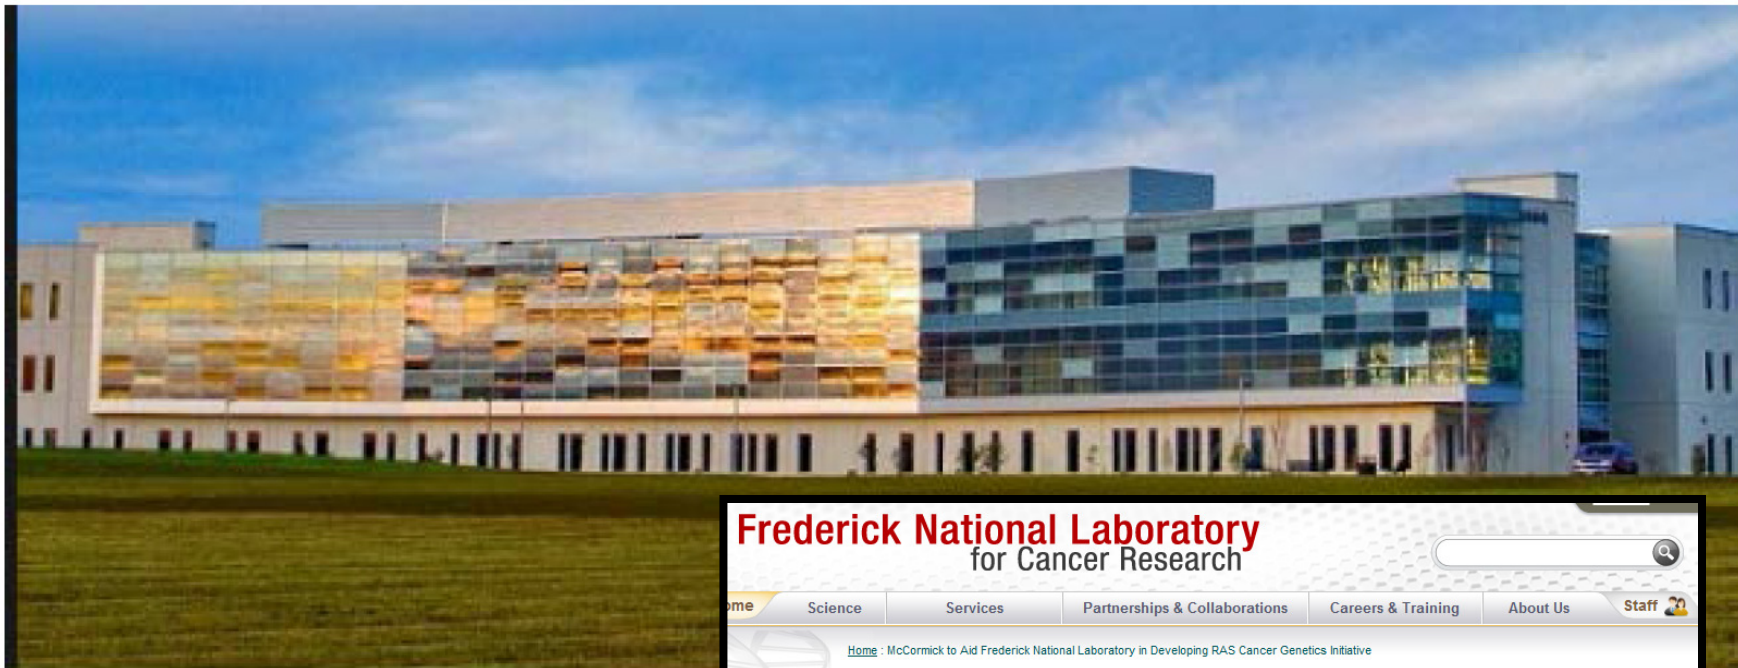 Frederick National Laboratory
for Cancer Research
ome Science Services Partnerships & Collaborations Careers & Training About Us Staff
Home : McCormick to Aid Frederick National Laboratory in Developing RAS Cancer Genetics Initiative